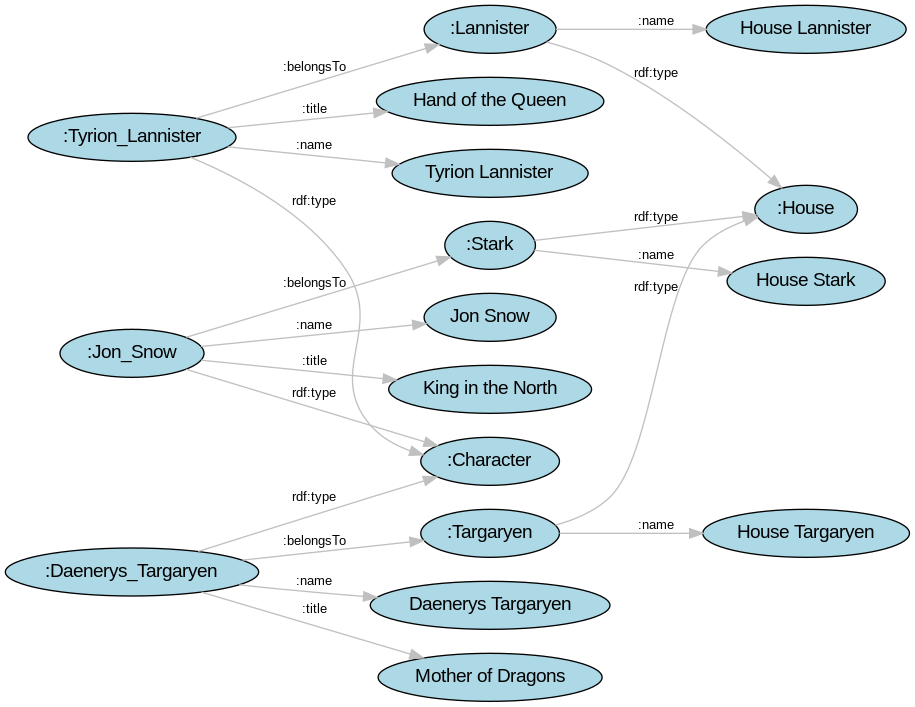 :Lannister
:name
House Lannister
:belongsTo
rdf:type
:title
Hand of the Queen
:Tyrion_Lannister
:name
Tyrion Lannister
rdf:type
:House
:Stark
rdf:type
:name
House Stark
:belongsTo
rdf:type
:name
Jon Snow
:Jon_Snow
:title
King in the North
rdf:type
:Character
rdf:type
:belongsTo
:Targaryen
:name
House Targaryen
:Daenerys_Targaryen
:name
Daenerys Targaryen
:title
Mother of Dragons